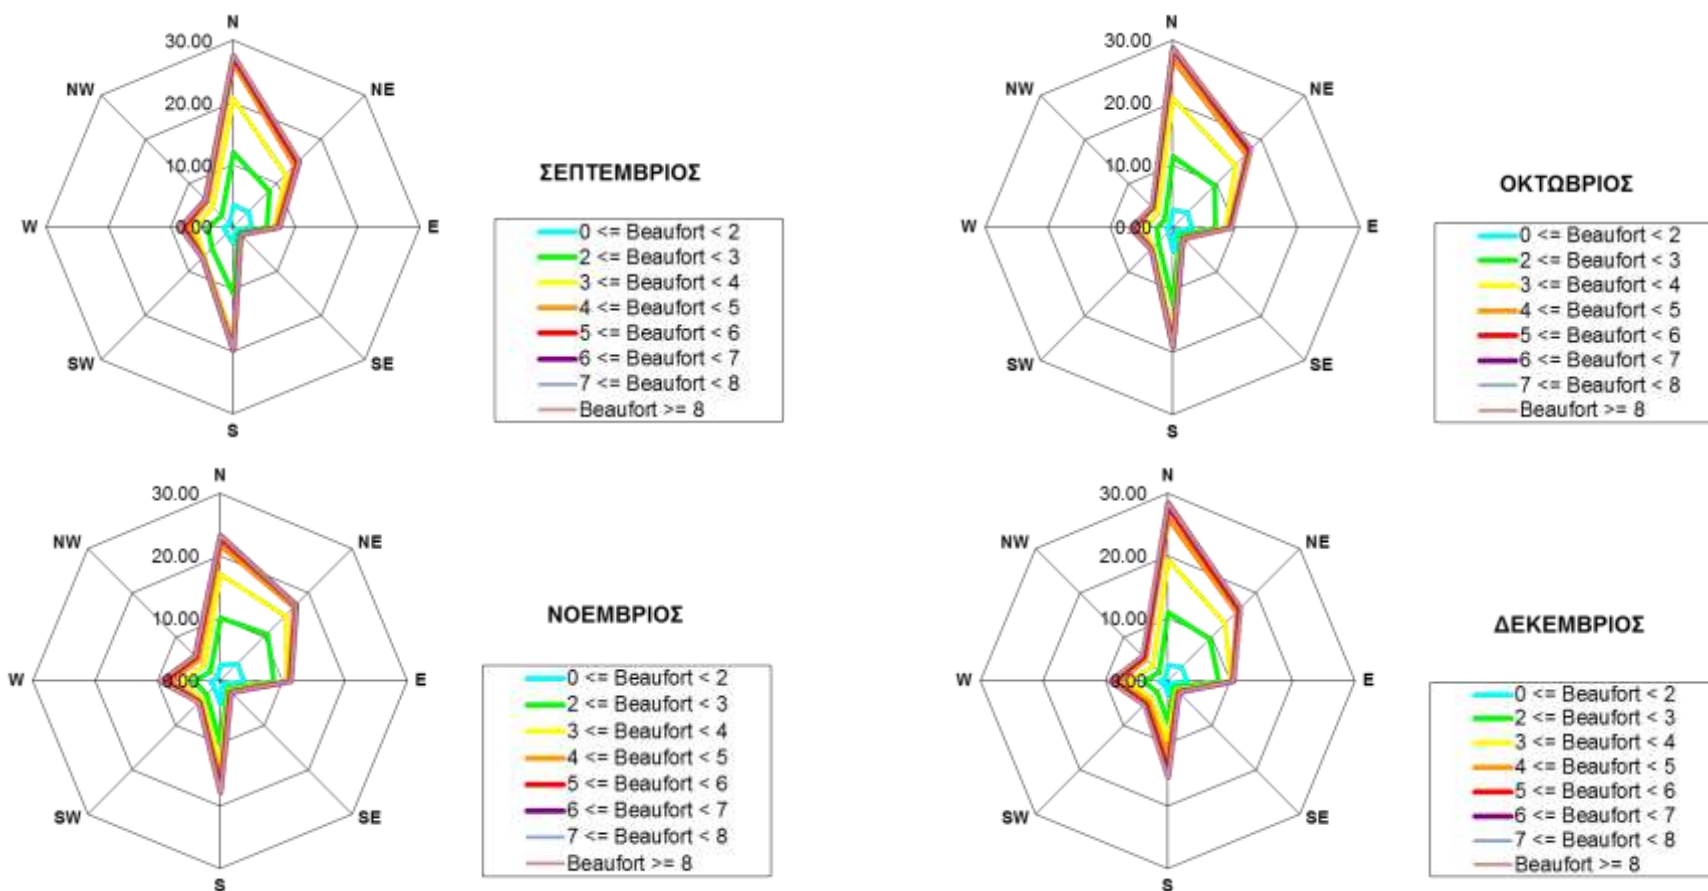 N
30.00
NW
NE
20.00
10.00
W
0.00
E
SW
SE
S
ΣΕΠΤΕΜΒΡΙΟΣ
0 <= Beaufort < 2
2 <= Beaufort < 3
3 <= Beaufort < 4
4 <= Beaufort < 5
5 <= Beaufort < 6
6 <= Beaufort < 7
7 <= Beaufort < 8
Beaufort >= 8
N
30.00
NW
NE
20.00
10.00
W
0.00
E
SW
SE
S
ΟΚΤΩΒΡΙΟΣ
0 <= Beaufort < 2
2 <= Beaufort < 3
3 <= Beaufort < 4
4 <= Beaufort < 5
5 <= Beaufort < 6
6 <= Beaufort < 7
7 <= Beaufort < 8
Beaufort >= 8
N
30.00
NW
NE
20.00
10.00
W
0.00
E
SW
SE
S
ΝΟΕΜΒΡΙΟΣ
0 <= Beaufort < 2
2 <= Beaufort < 3
3 <= Beaufort < 4
4 <= Beaufort < 5
5 <= Beaufort < 6
6 <= Beaufort < 7
7 <= Beaufort < 8
Beaufort >= 8
N
30.00
NW
NE
20.00
10.00
W
0.00
E
SW
SE
S
ΔΕΚΕΜΒΡΙΟΣ
0 <= Beaufort < 2
2 <= Beaufort < 3
3 <= Beaufort < 4
4 <= Beaufort < 5
5 <= Beaufort < 6
6 <= Beaufort < 7
7 <= Beaufort < 8
Beaufort >= 8